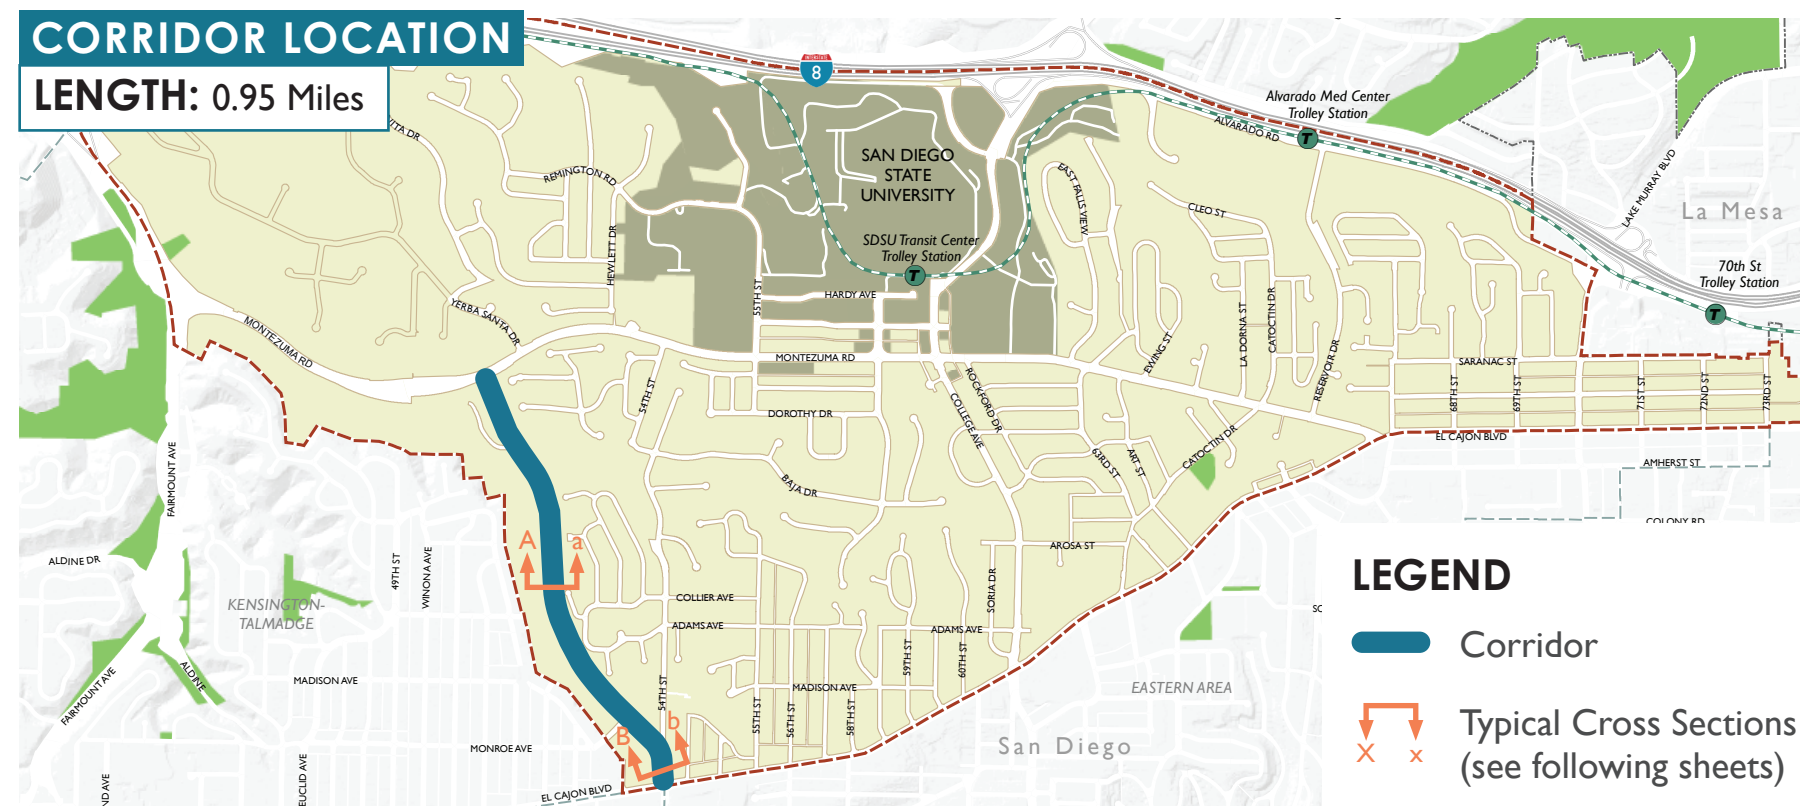 CORRIDOR LOCATION
LENGTH: 0.95 Miles
INTERSTATE
8
Alvarado Med Center
Trolley Station
ALVARADO RD
LAKE MURRAY BLVD
La Mesa
70th St
Trolley Station
REMINGTON RD
HEWLETT DR
SAN DIEGO
STATE
UNIVERSITY
SDSU Transit Center
Trolley Station
T
T
T
EAST FALLS VIEW
CLEO ST
55TH ST
HARDY AVE
YERBA SANTA DR
MONTEZUMA RD
MONTEZUMA RD
EWING ST
LA DORNA ST
CATOCTIN DR
RESERVOIR DR
SARANAC ST
68TH ST
69TH ST
71ST ST
72ND ST
73RD ST
54TH ST
DOROTHY DR
COLLEGE AVE
ROCKFORD DR
63RD ST
ART ST
CATOCTIN DR
EL CAJON BLVD
AMHERST ST
COLONY RD
FAIRMOUNT AVE
BAJA DR
A
a
ALDINE DR
49TH ST
WINONA AVE
KENSINGTON-
TALMADGE
COLLIER AVE
ADAMS AVE
ADAMS AVE
AROSA ST
SORIA DR
59TH ST
60TH ST
FAIRMOUNT AVE
ALDINE
MADISON AVE
54TH ST
MADISON AVE
55TH ST
56TH ST
58TH ST
EASTERN AREA
San Diego
MONROE AVE
B
b
EUCLID AVE
ND AVE
EL CAJON BLVD
LEGEND
Corridor
Typical Cross Sections
(see following sheets)
X
x